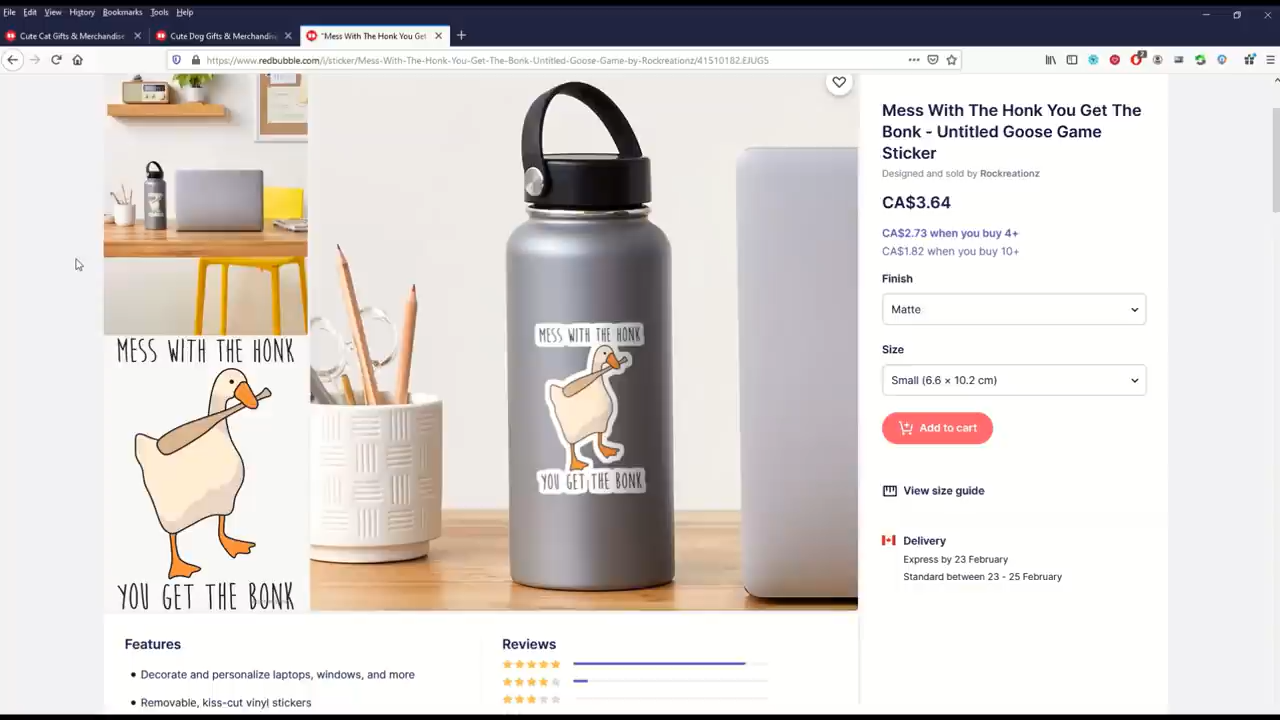 File Edit View History Bookmarks Tools Help
Cute Cat Gifts & Merchandise
Cute Dog Gifts & Merchandise
"Mess With The Honk You Get
https://www.redbubble.com/i/sticker/Mess-With-The-Honk-You-Get-The-Bonk-Untitled-Goose-Game-by-Rockreationz/41510182.EJUG5
2
MESS WITH THE HONK
YOU GET THE BONK
MESS WITH THE HONK
YOU GET THE BONK
Mess With The Honk You Get The
Bonk - Untitled Goose Game
Sticker
Designed and sold by Rockreationz
CA$3.64
CA$2.73 when you buy 4+
CA$1.82 when you buy 10+
Finish
Matte
Size
Small (6.6 × 10.2 cm)
Add to cart
View size guide
Delivery
Express by 23 February
Standard between 23 - 25 February
Features
Decorate and personalize laptops, windows, and more
Removable, kiss-cut vinyl stickers
Reviews